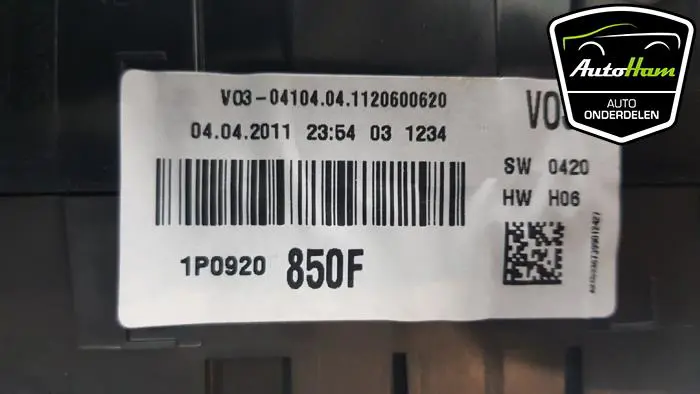 V03-04104.04.1120600620
04.04.2011 23:54 03 1234
1P0920 850F
V03
SW 0420
HW H06
AutoHam
AUTO
ONDERDELEN